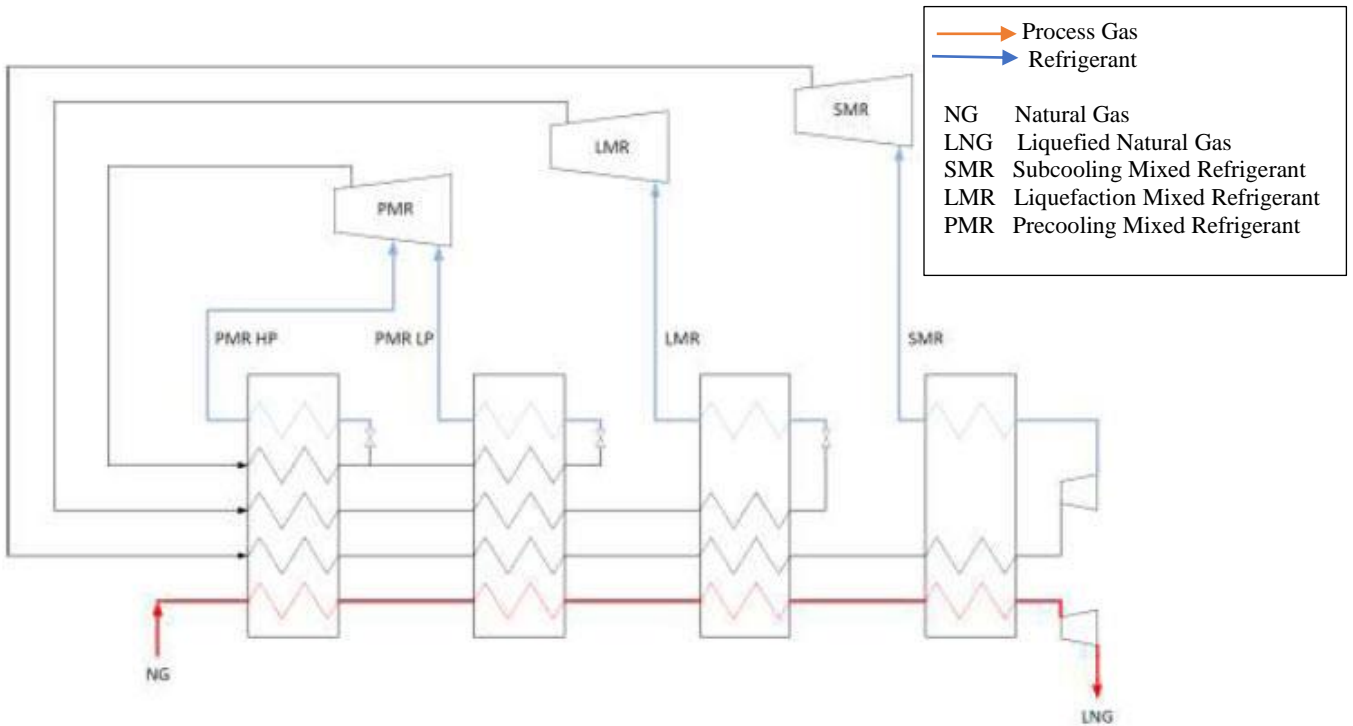 Process Gas
Refrigerant
NG Natural Gas
LNG Liquefied Natural Gas
SMR Subcooling Mixed Refrigerant
LMR Liquefaction Mixed Refrigerant
PMR Precooling Mixed Refrigerant
SMR
LMR
PMR
PMR HP
PMR LP
LMR
SMR
NG
LNG